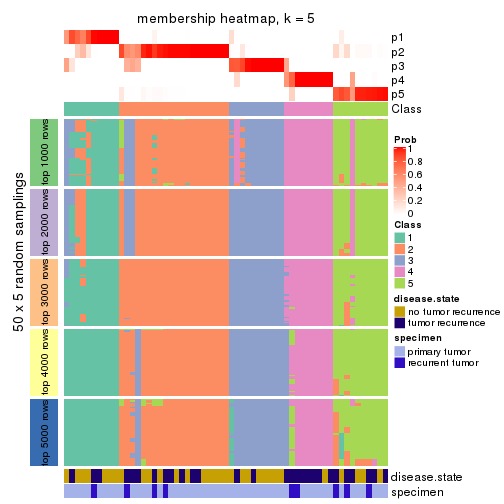 membership heatmap, k = 5
p1
p2
p3
p4
p5
Class
50 x 5 random samplings
top 1000 rows
top 2000 rows
top 3000 rows
top 4000 rows
top 5000 rows
disease.state
specimen
Prob
1
0.8
0.6
0.4
0.2
0
Class
1
2
3
4
5
disease.state
no tumor recurrence
tumor recurrence
specimen
primary tumor
recurrent tumor